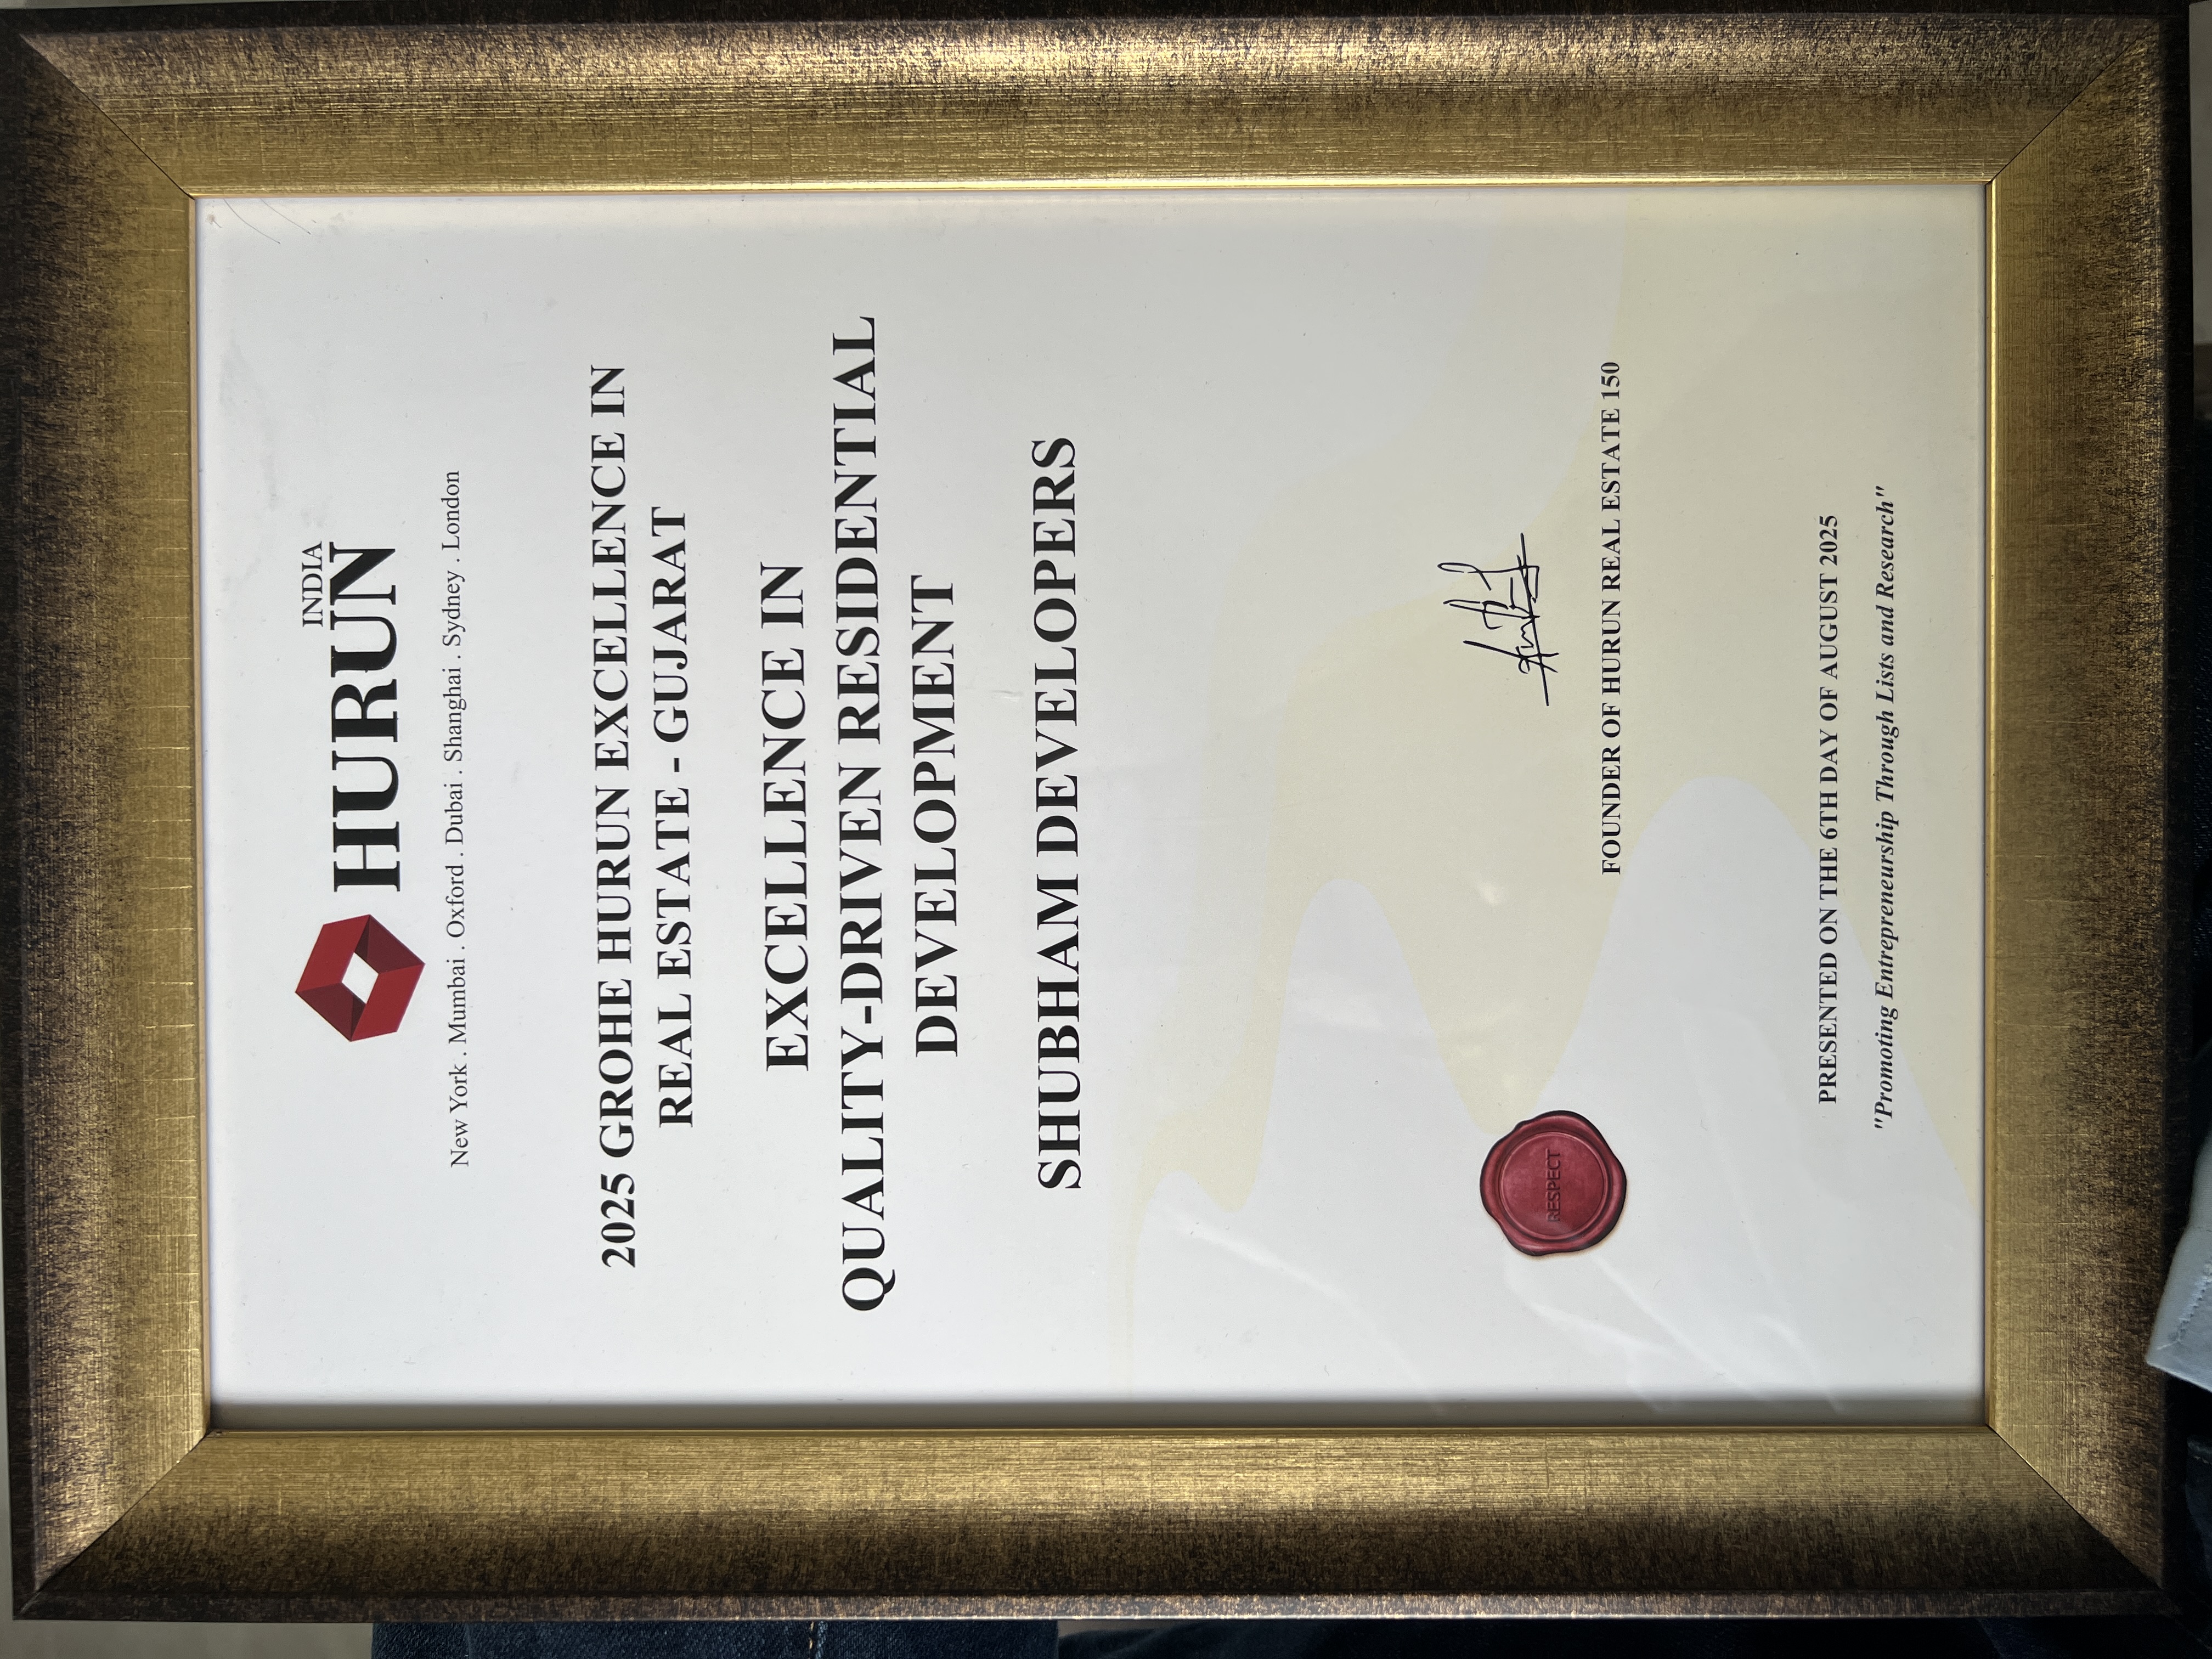 INDIA
HURUN
New York . Mumbai . Oxford . Dubai . Shanghai . Sydney . London
2025 GROHE HURUN EXCELLENCE IN
REAL ESTATE - GUJARAT
EXCELLENCE IN
QUALITY-DRIVEN RESIDENTIAL
DEVELOPMENT
SHUBHAM DEVELOPERS
RESPECT
FOUNDER OF HURUN REAL ESTATE 150
PRESENTED ON THE 6TH DAY OF AUGUST 2025
"Promoting Entrepreneurship Through Lists and Research"